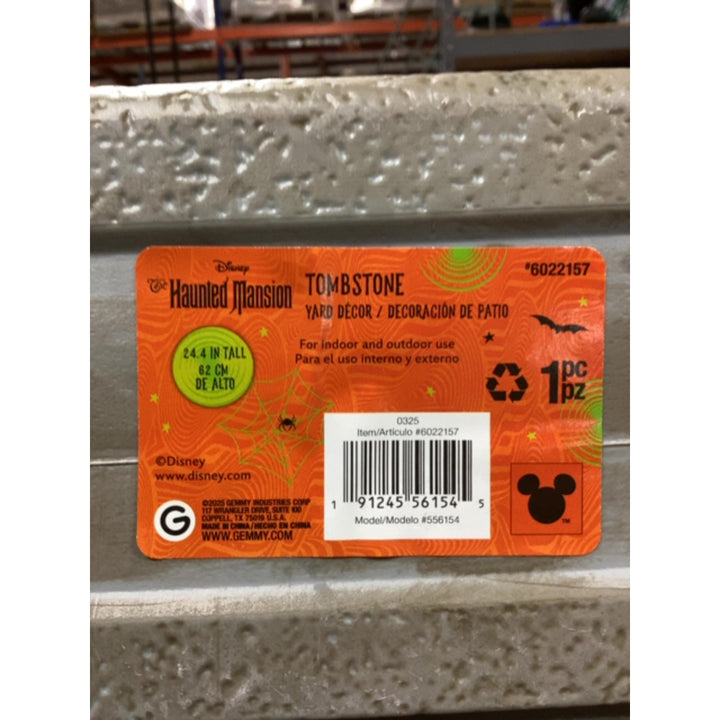 Disney
The Haunted Mansion
TOMBSTONE
YARD DÉCOR / DECORACIÓN DE PATIO
#6022157
For indoor and outdoor use
Para el uso interno y externo
24.4 IN TALL
62 CM
DE ALTO
1 pc
pz
0325
Item/Artículo #6022157
1 91245 56154 5
Model/Modelo #556154
©Disney
www.disney.com
G
©2025 GEMMY INDUSTRIES CORP
117 WRANGLER DRIVE, SUITE 100
COPPELL, TX 75019 U.S.A.
MADE IN CHINA/HECHO EN CHINA
WWW.GEMMY.COM
TM